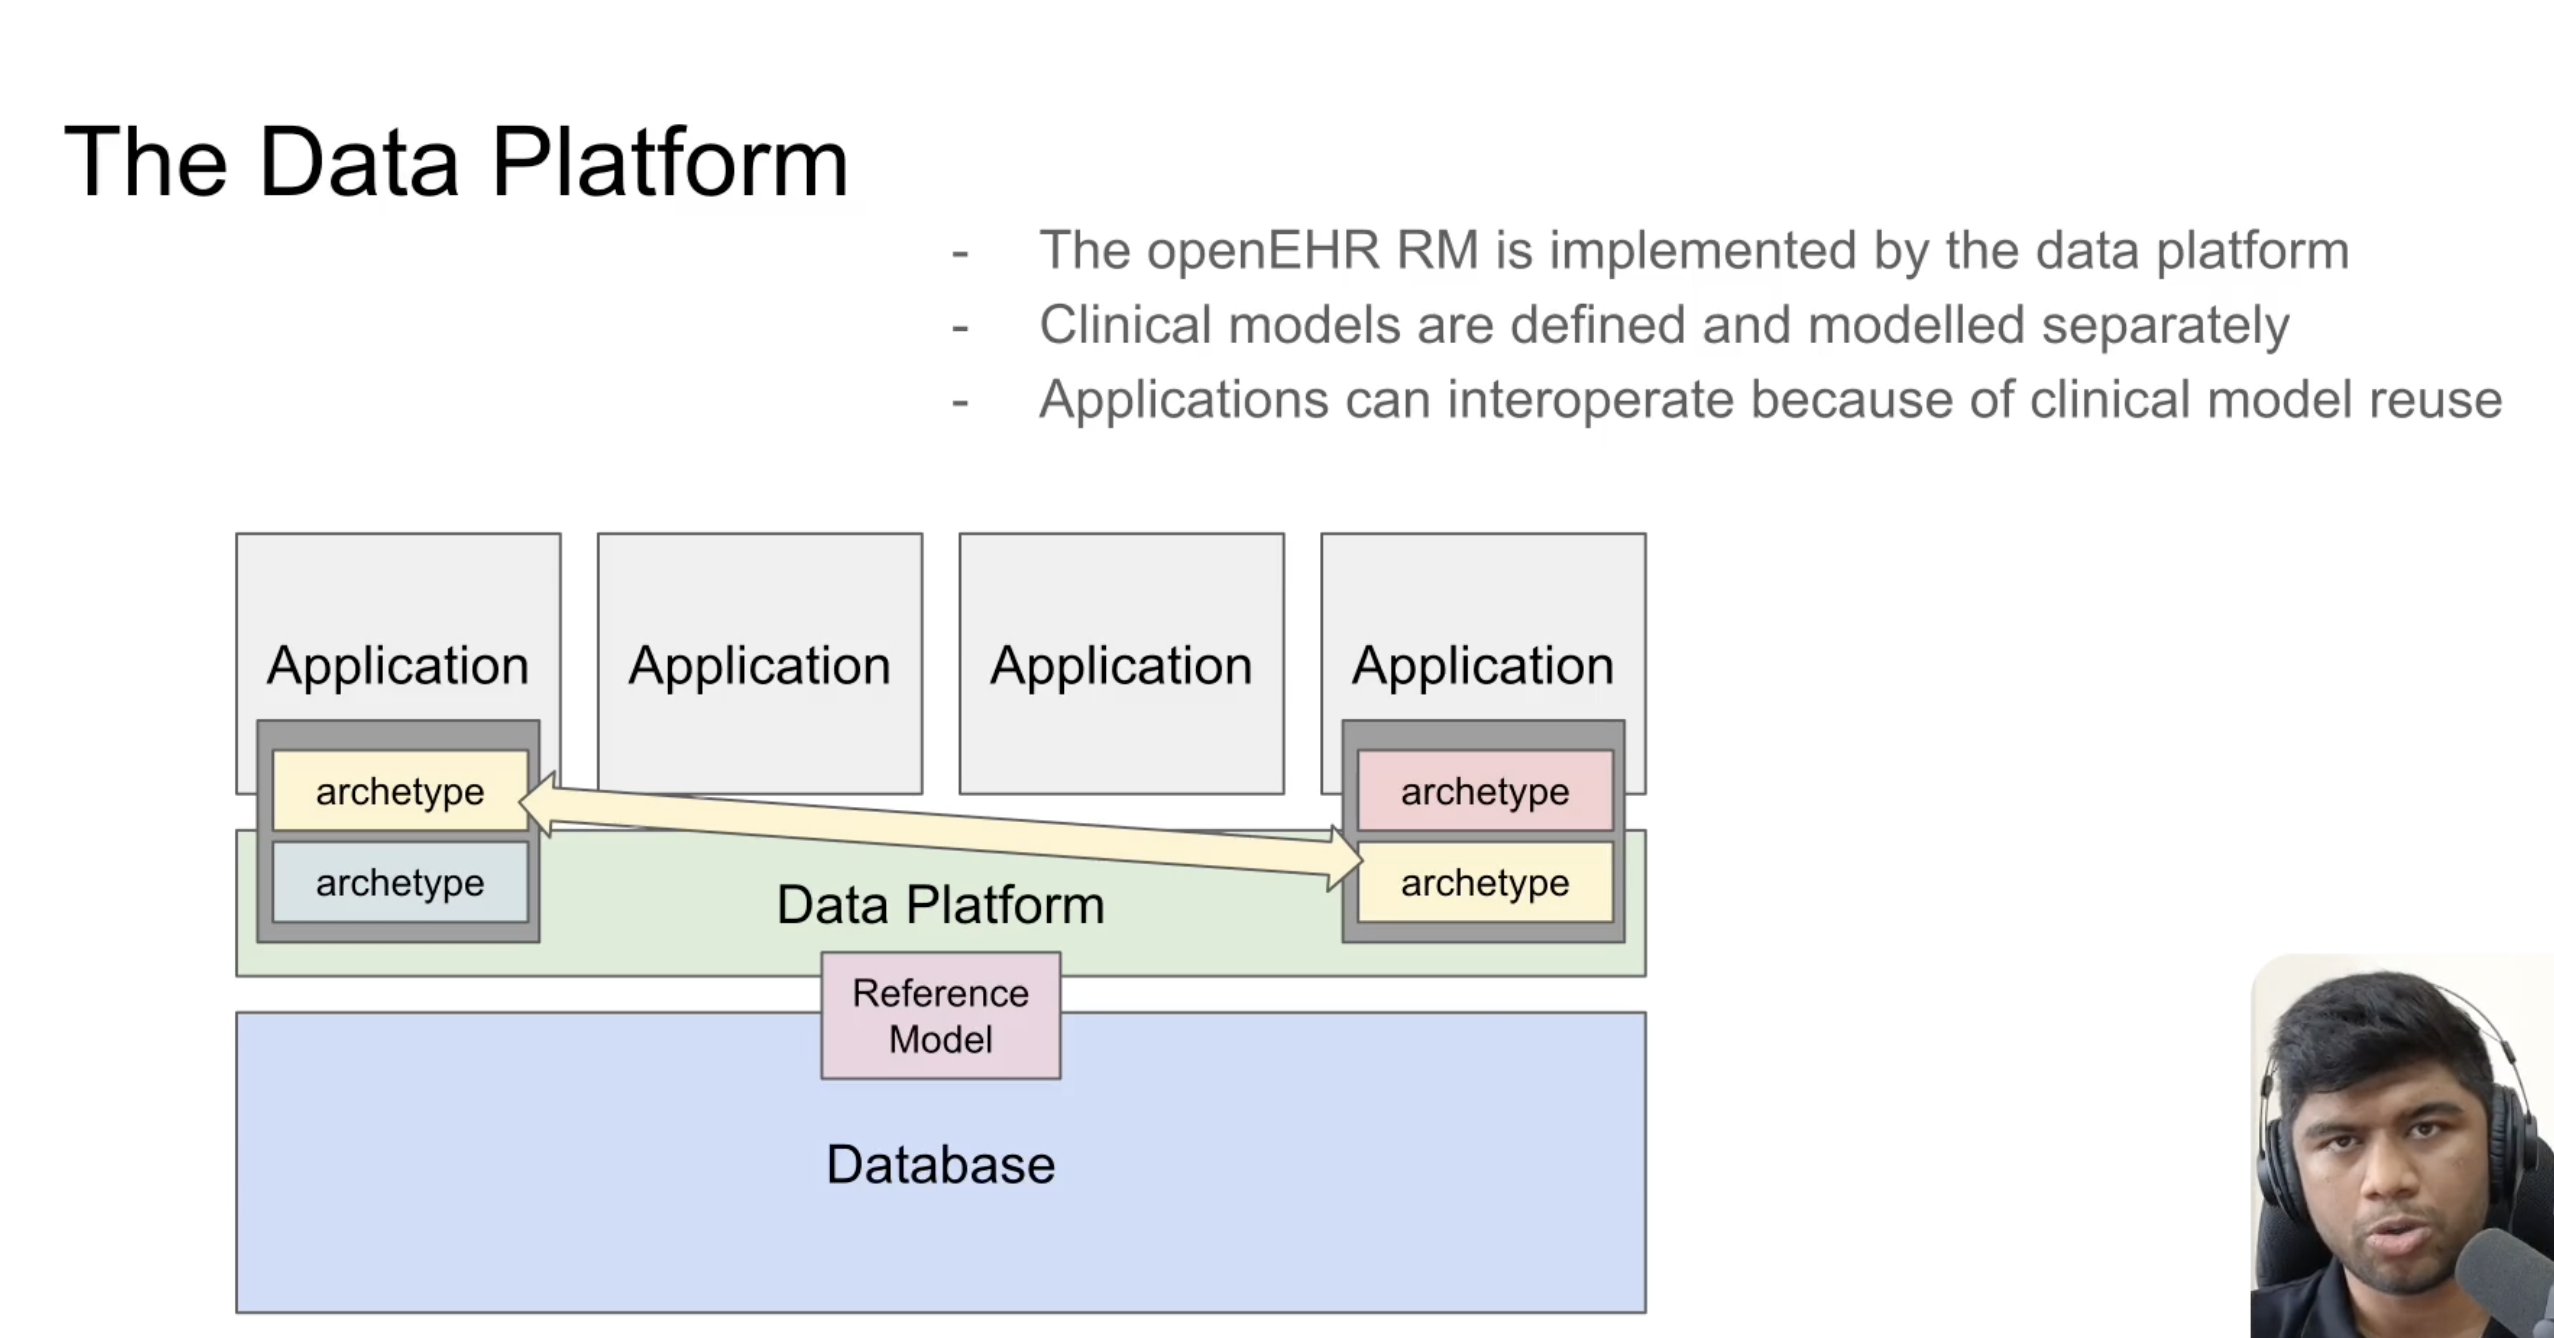 The Data Platform
- The openEHR RM is implemented by the data platform
- Clinical models are defined and modelled separately
- Applications can interoperate because of clinical model reuse
Application
Application
Application
Application
archetype
archetype
archetype
archetype
Data Platform
Reference
Model
Database